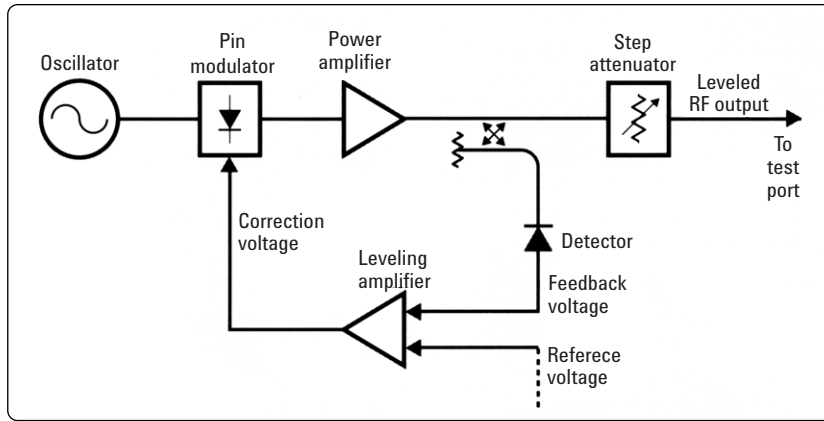 Oscillator
Pin
modulator
Power
amplifier
Step
attenuator
Leveled
RF output
To
test
port
Correction
voltage
Leveling
amplifier
Detector
Feedback
voltage
Referece
voltage